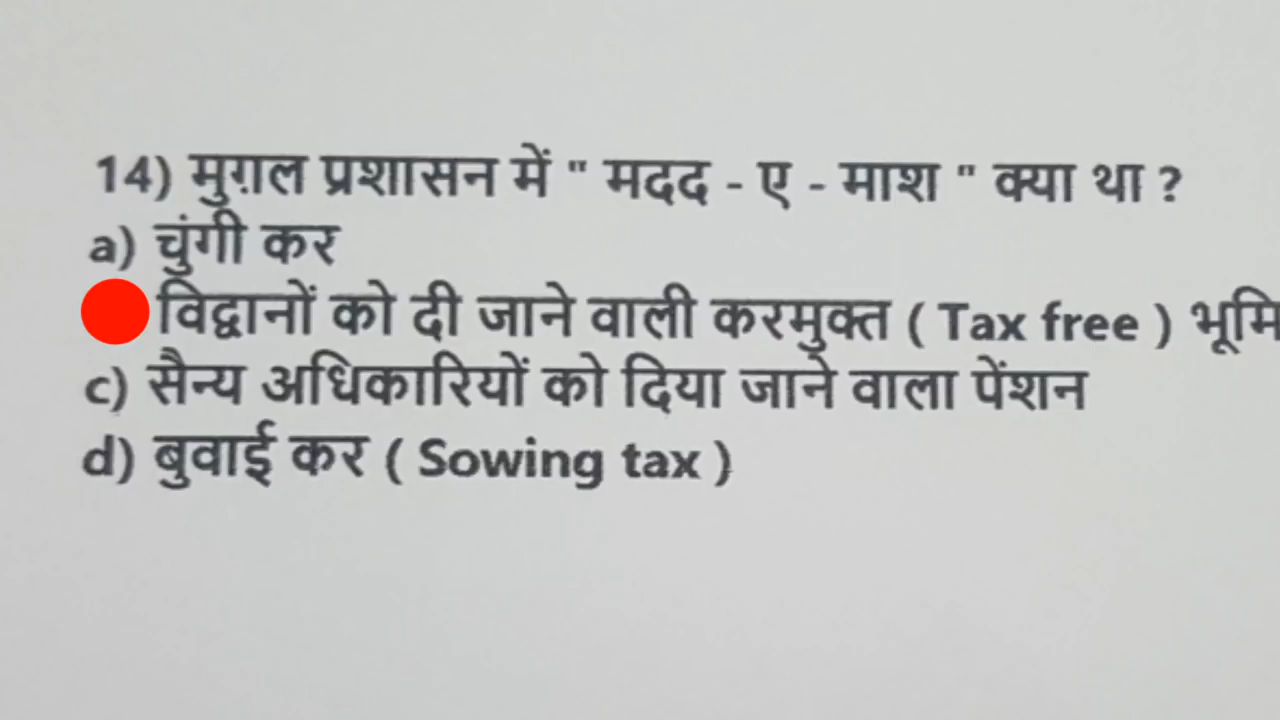 14) मुग़ल प्रशासन में " मदद - ए - माश " क्या था ?
a) चुंगी कर
विद्वानों को दी जाने वाली करमुक्त ( Tax free ) भूमि
c) सैन्य अधिकारियों को दिया जाने वाला पेंशन
d) बुवाई कर ( Sowing tax )